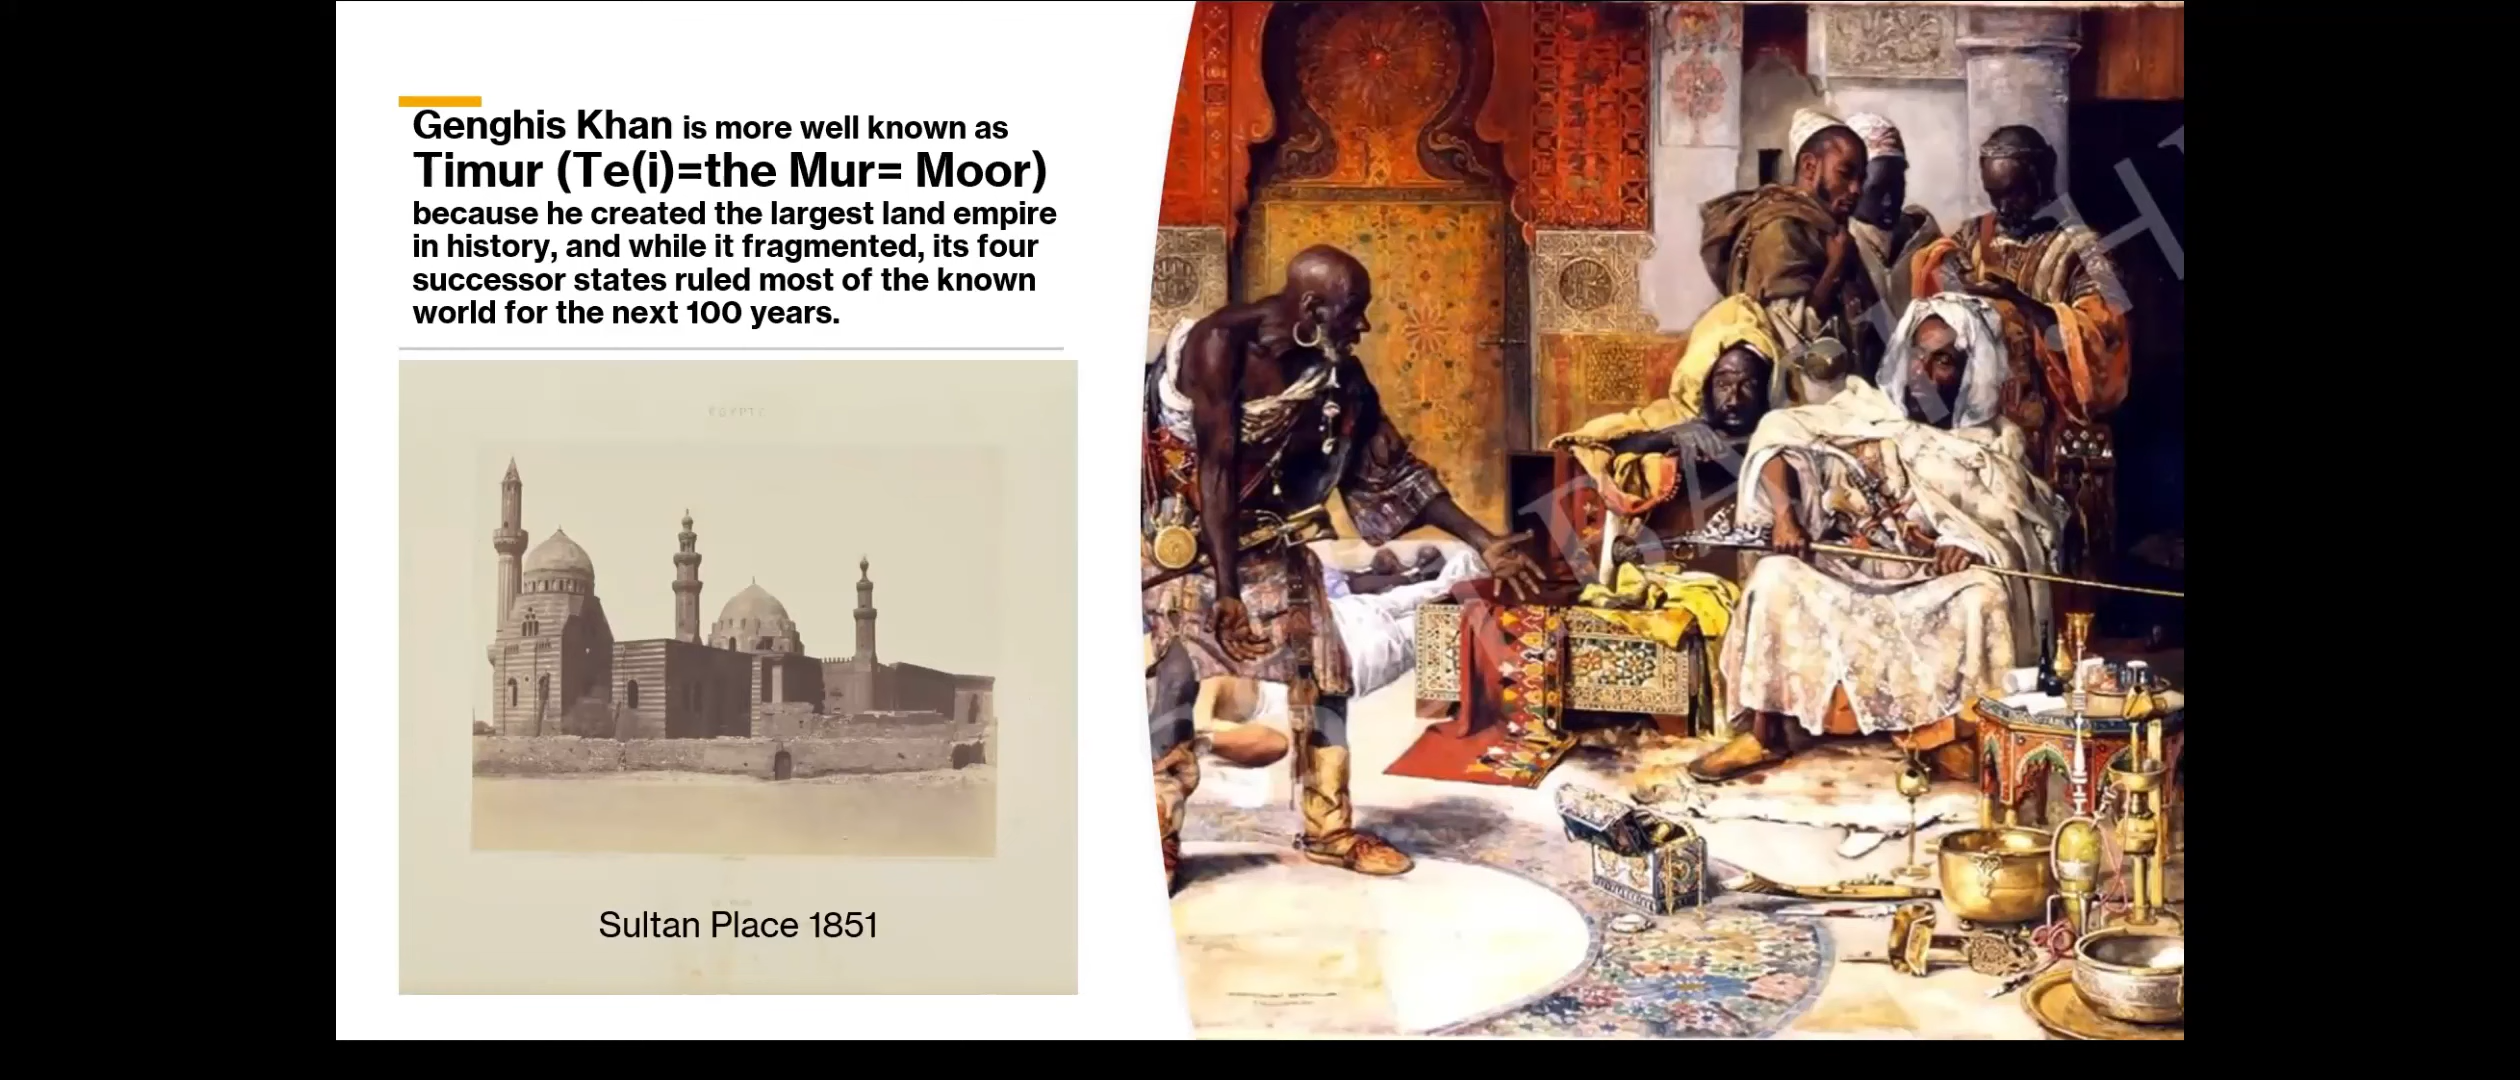 Genghis Khan is more well known as
Timur (Te(i)=the Mur= Moor)
because he created the largest land empire
in history, and while it fragmented, its four
successor states ruled most of the known
world for the next 100 years.
EGYPTE
Sultan Place 1851